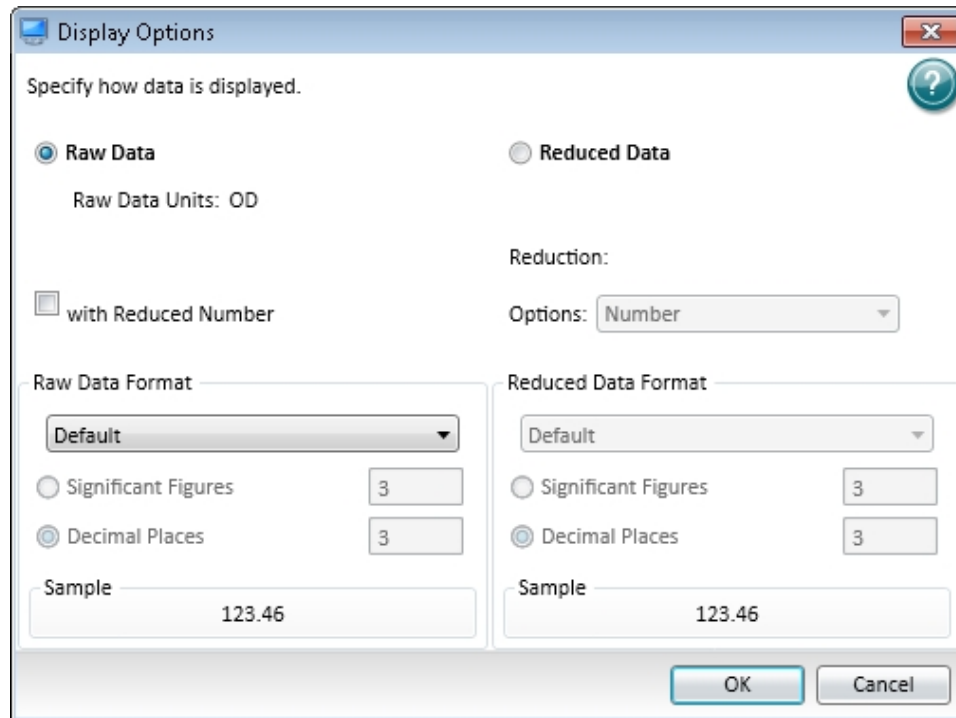 Display Options
Specify how data is displayed.
?
Raw Data
Reduced Data
Raw Data Units: OD
Reduction:
with Reduced Number
Options: Number
Raw Data Format
Reduced Data Format
Default
Default
Significant Figures 3
Significant Figures 3
Decimal Places 3
Decimal Places 3
Sample
Sample
123.46
123.46
OK
Cancel